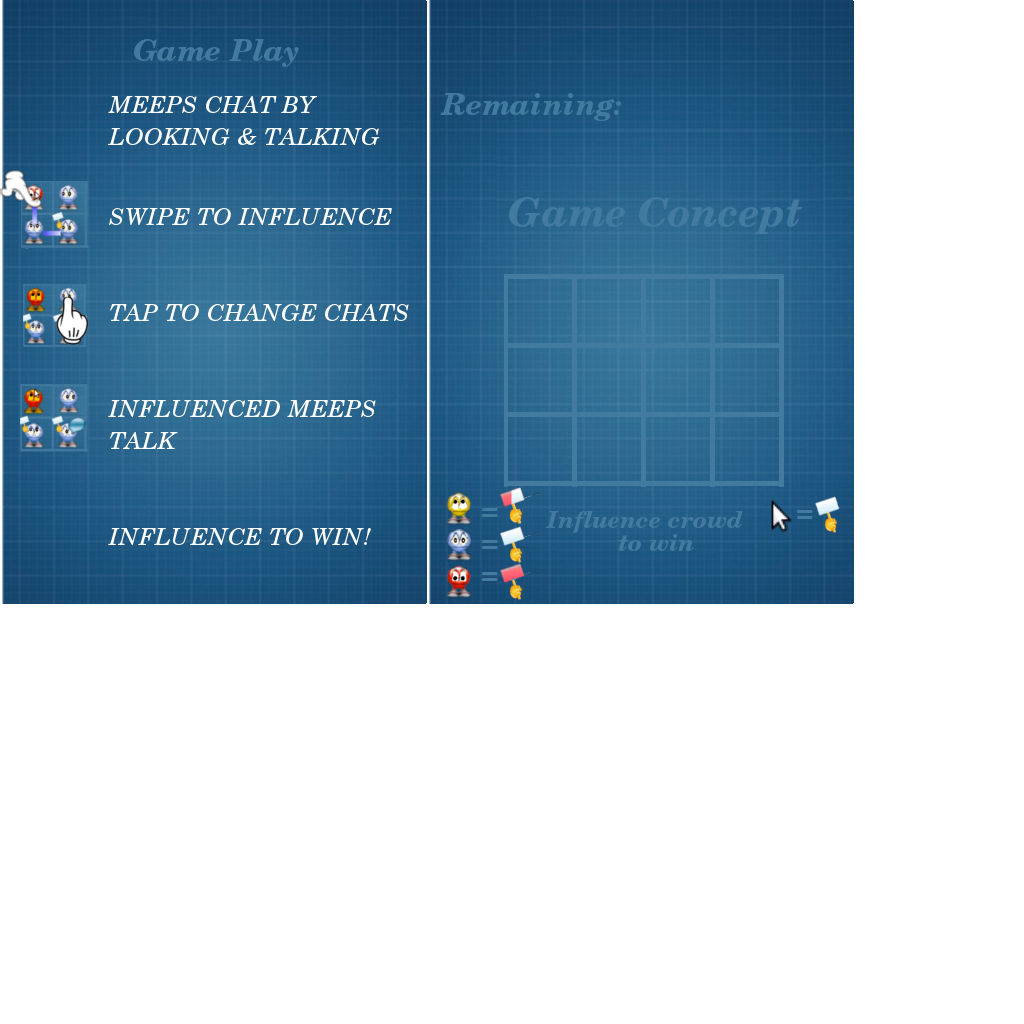 Game Play
MEEPS CHAT BY
LOOKING & TALKING
SWIPE TO INFLUENCE
TAP TO CHANGE CHATS
INFLUENCED MEEPS
TALK
INFLUENCE TO WIN!
Remaining:
Game Concept
=
=
=
Influence crowd
to win
=